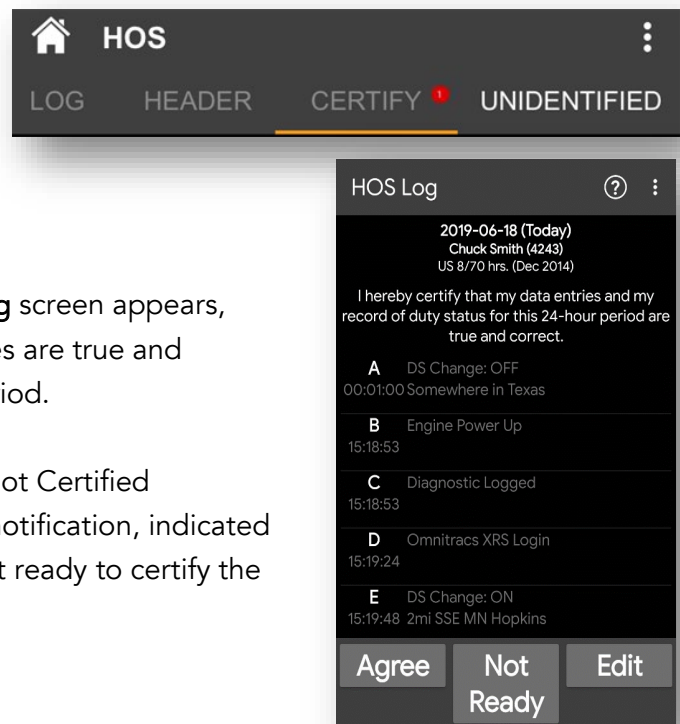 HOS
LOG HEADER CERTIFY 1 UNIDENTIFIED
HOS Log ?
2019-06-18 (Today)
Chuck Smith (4243)
US 8/70 hrs. (Dec 2014)
I hereby certify that my data entries and my
record of duty status for this 24-hour period are
true and correct.
A DS Change: OFF
00:01:00 Somewhere in Texas
B Engine Power Up
15:18:53
C Diagnostic Logged
15:18:53
D Omnitracs XRS Login
15:19:24
E DS Change: ON
15:19:48 2mi SSE MN Hopkins
Agree Not Ready Edit
g screen appears,
es are true and
iod.
ot Certified
notification, indicated
t ready to certify the